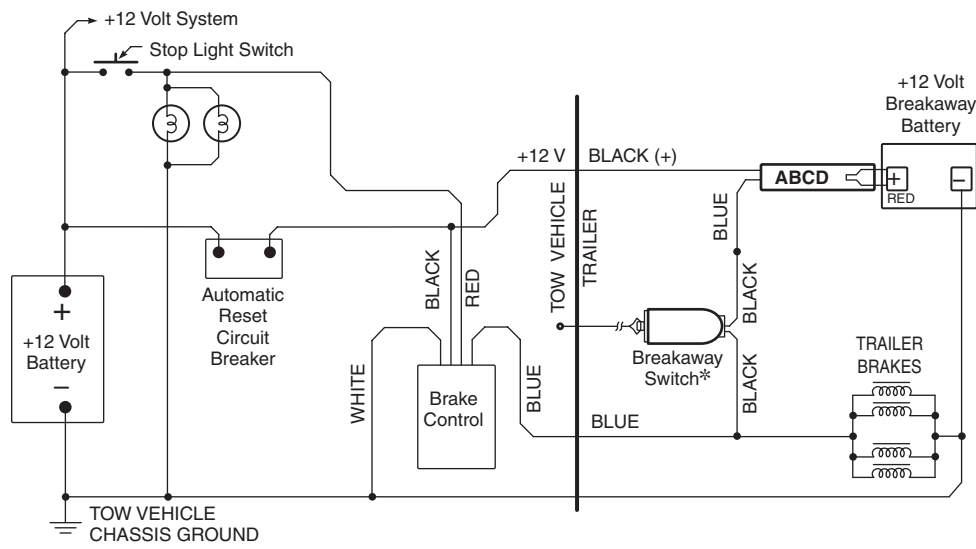 +12 Volt System
Stop Light Switch
+12 Volt
Breakaway
Battery
+12 V
BLACK (+)
ABCD
+
−
RED
BLUE
TOW VEHICLE
TRAILER
BLACK
RED
BLACK
Automatic
Reset
Circuit
Breaker
+
+12 Volt
Battery
−
Breakaway
Switch*
TRAILER
BRAKES
WHITE
Brake
Control
BLUE
BLACK
BLUE
TOW VEHICLE
CHASSIS GROUND